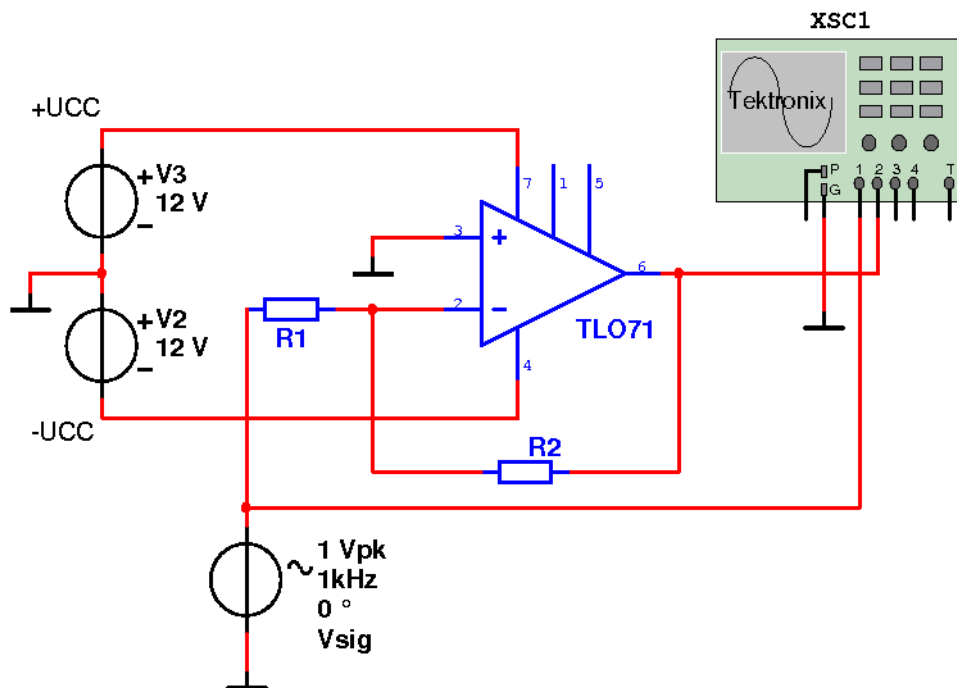 XSC1
Tektronix
P
G
1 2 3 4 T
+UCC
+ V3
12 V
−
7
1
5
3
+
6
2
−
TLO71
R1
4
+ V2
12 V
−
-UCC
R2
1 Vpk
1kHz
0 °
Vsig